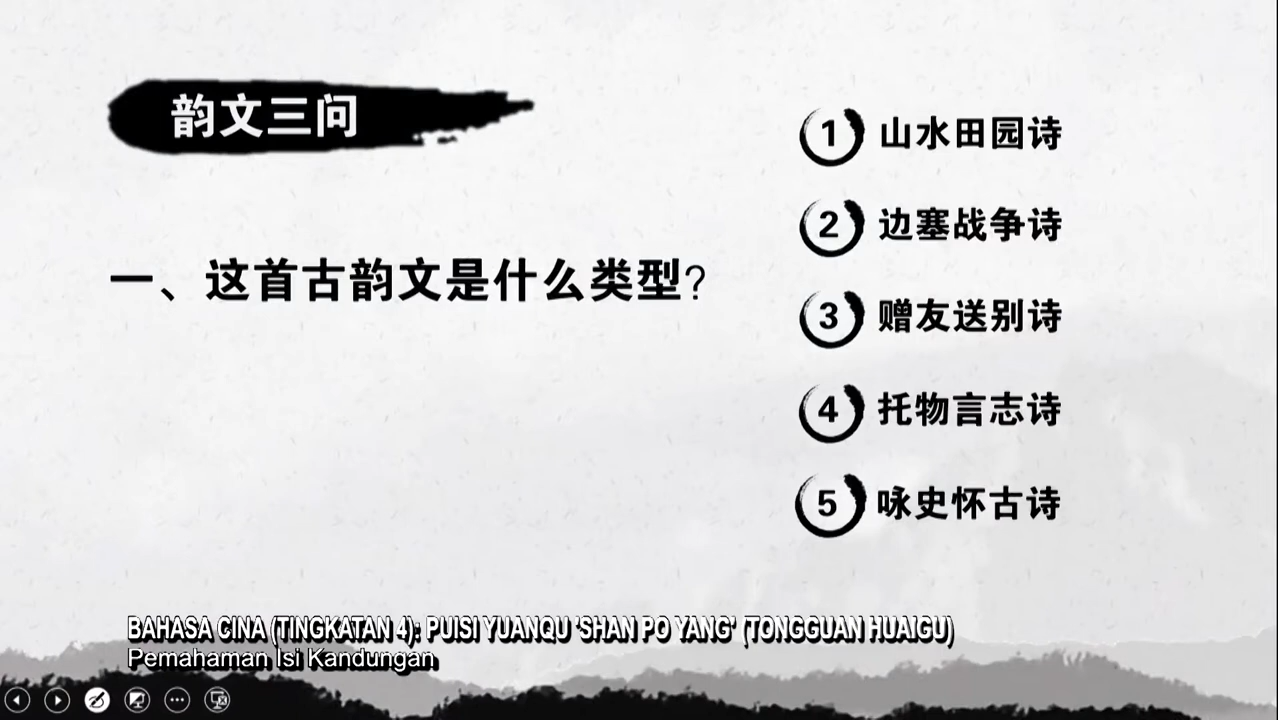 韵文三问
一、这首古韵文是什么类型?
1 山水田园诗
2 边塞战争诗
3 赠友送别诗
4 托物言志诗
5 咏史怀古诗
BAHASA CINA (TINGKATAN 4): PUISI YUANQU 'SHAN PO YANG' (TONGGUAN HUAIGU)
Pemahaman Isi Kandungan